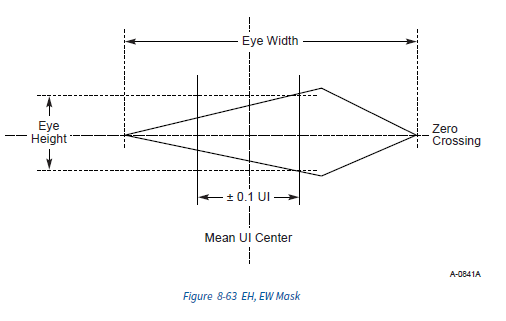 Eye Width
Eye
Height
Zero
Crossing
± 0.1 UI
Mean UI Center
A-0841A
Figure 8-63 EH, EW Mask